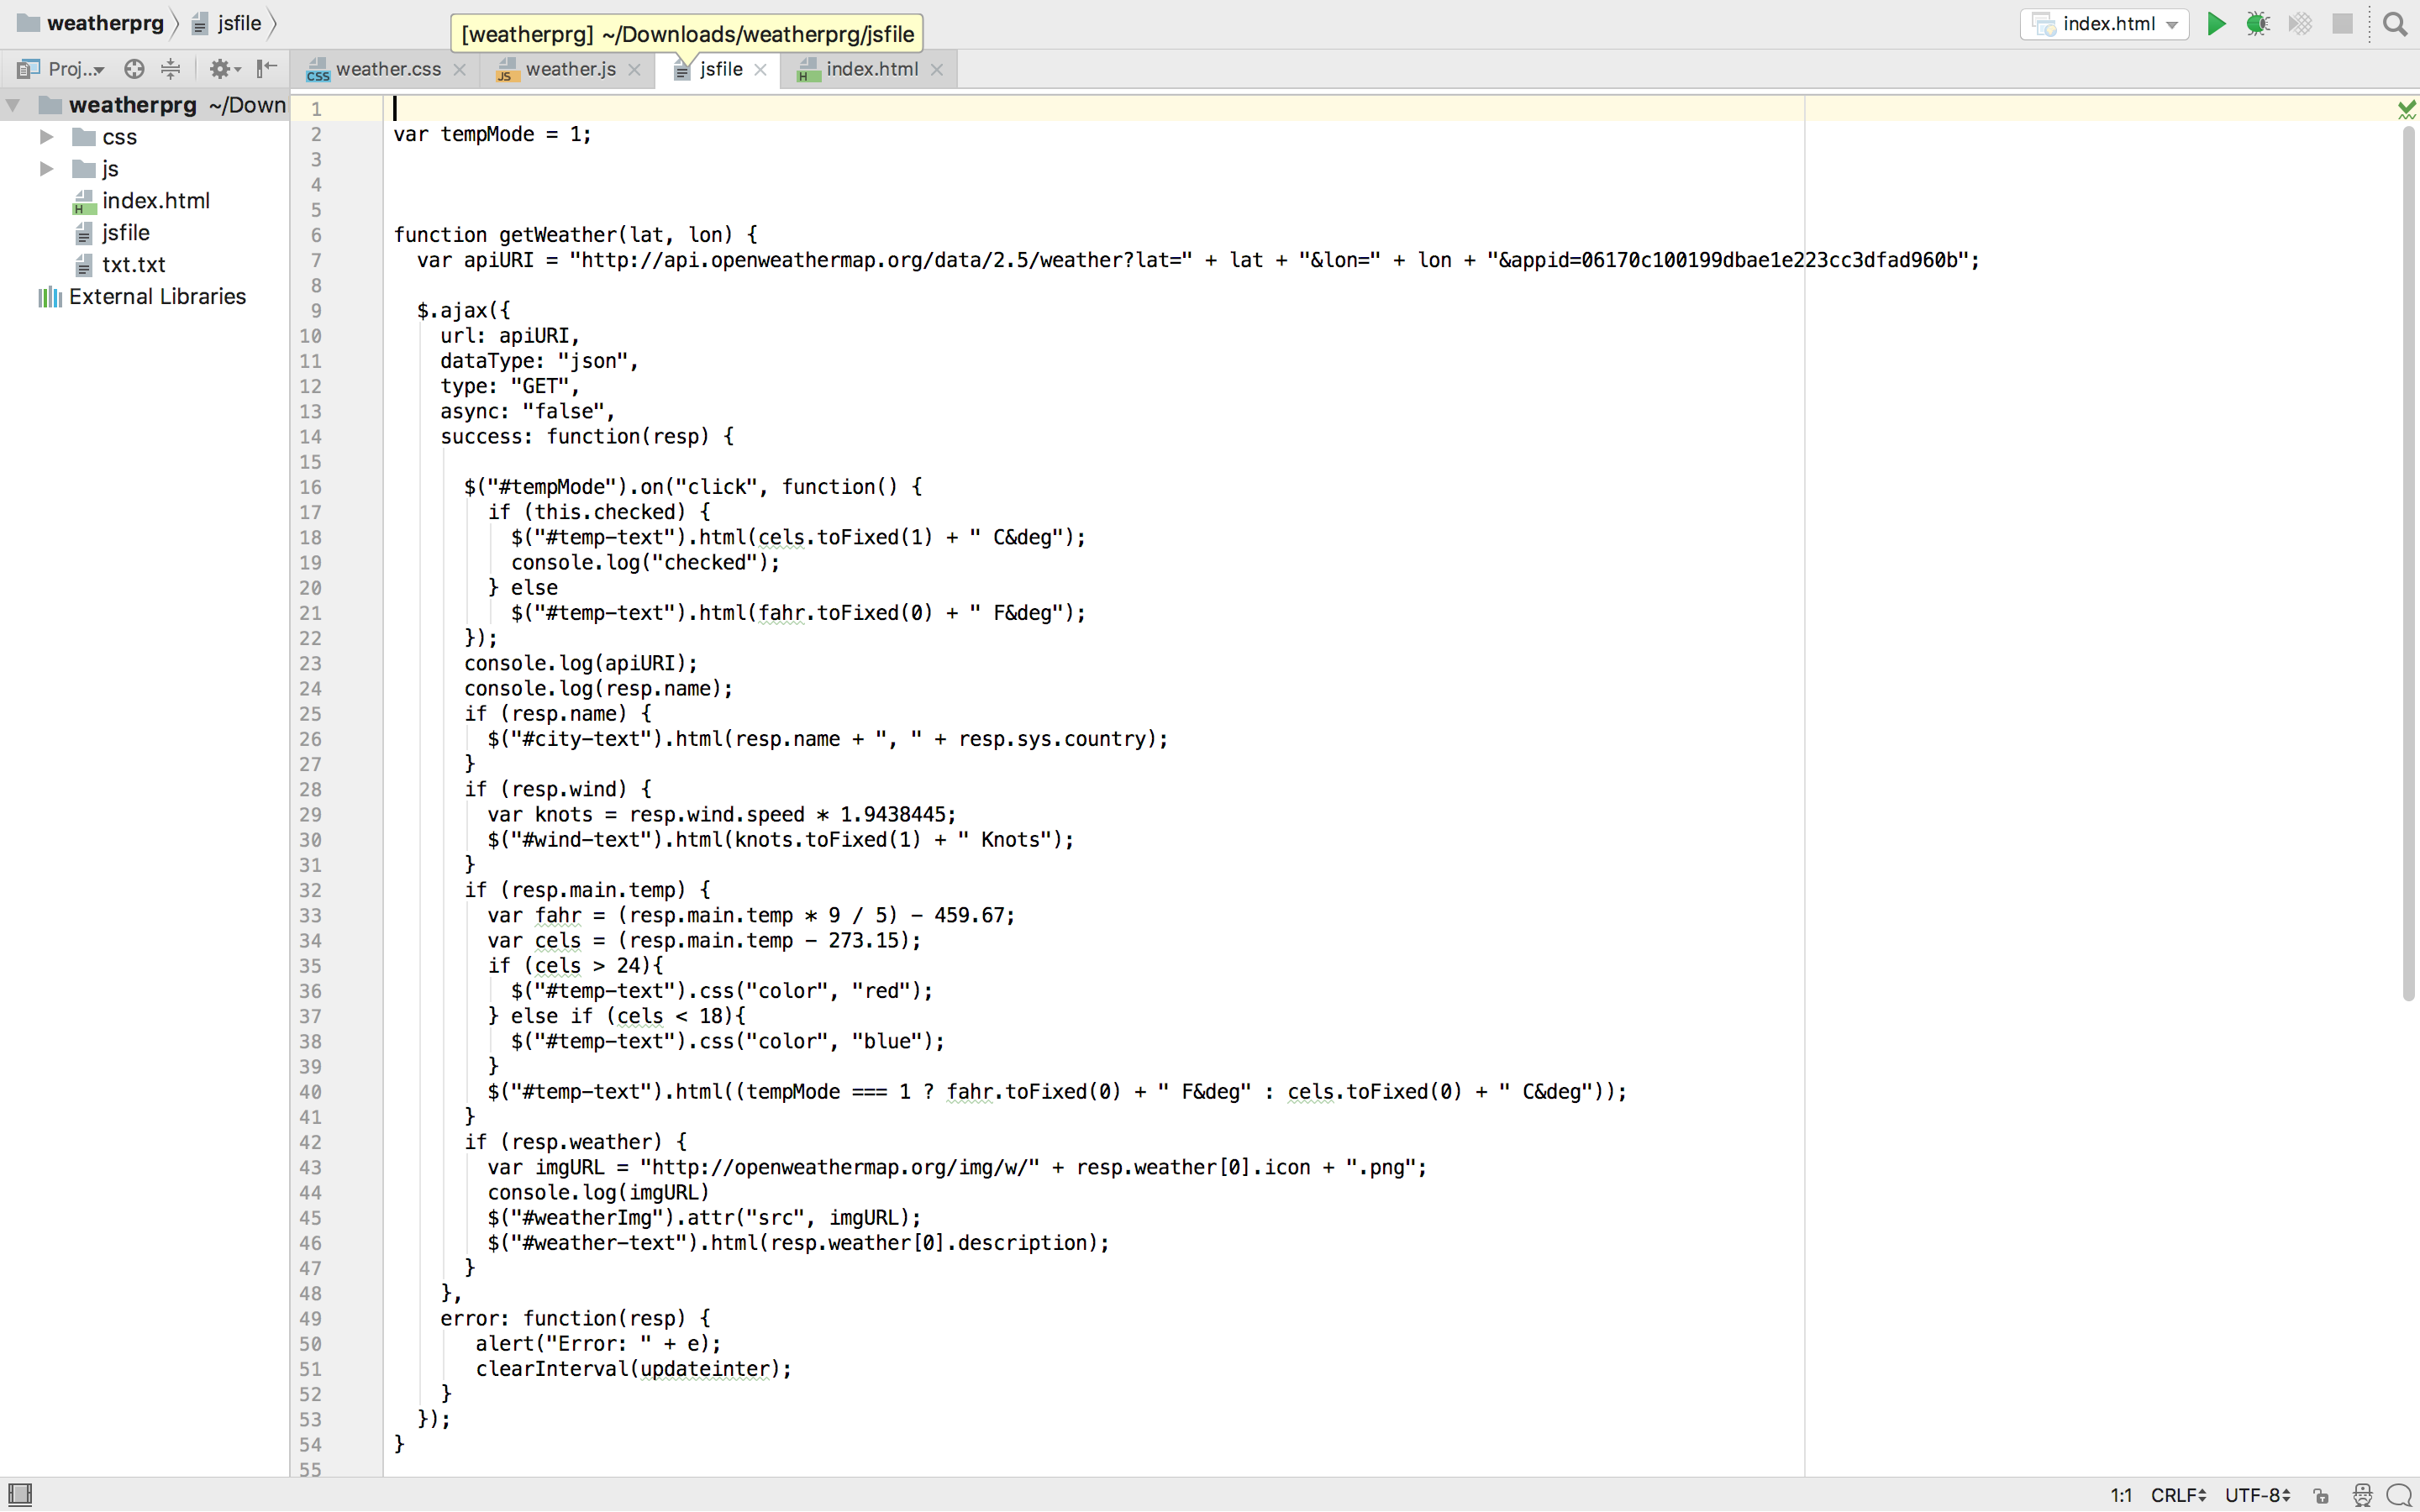 weatherprg
jsfile
[weatherprg] ~/Downloads/weatherprg/jsfile
index.html
Proj...
CSS weather.css
JS weather.js
jsfile
H index.html
weatherprg ~/Down
css
js
H index.html
jsfile
txt.txt
External Libraries
1
2 var tempMode = 1;
3
4
5
6 function getWeather(lat, lon) {
7 var apiURI = "http://api.openweathermap.org/data/2.5/weather?lat=" + lat + "&lon=" + lon + "&appid=06170c100199dbae1e223cc3dfad960b";
8
9 $.ajax({
10 url: apiURI,
11 dataType: "json",
12 type: "GET",
13 async: "false",
14 success: function(resp) {
15
16 $("#tempMode").on("click", function() {
17 if (this.checked) {
18 $("#temp-text").html(cels.toFixed(1) + " C&deg");
19 console.log("checked");
20 } else
21 $("#temp-text").html(fahr.toFixed(0) + " F&deg");
22 });
23 console.log(apiURI);
24 console.log(resp.name);
25 if (resp.name) {
26 $("#city-text").html(resp.name + ", " + resp.sys.country);
27 }
28 if (resp.wind) {
29 var knots = resp.wind.speed * 1.9438445;
30 $("#wind-text").html(knots.toFixed(1) + " Knots");
31 }
32 if (resp.main.temp) {
33 var fahr = (resp.main.temp * 9 / 5) - 459.67;
34 var cels = (resp.main.temp - 273.15);
35 if (cels > 24){
36 $("#temp-text").css("color", "red");
37 } else if (cels < 18){
38 $("#temp-text").css("color", "blue");
39 }
40 $("#temp-text").html((tempMode === 1 ? fahr.toFixed(0) + " F&deg" : cels.toFixed(0) + " C&deg"));
41 }
42 if (resp.weather) {
43 var imgURL = "http://openweathermap.org/img/w/" + resp.weather[0].icon + ".png";
44 console.log(imgURL)
45 $("#weatherImg").attr("src", imgURL);
46 $("#weather-text").html(resp.weather[0].description);
47 }
48 },
49 error: function(resp) {
50 alert("Error: " + e);
51 clearInterval(updateinter);
52 }
53 });
54 }
55
1:1 CRLF UTF-8